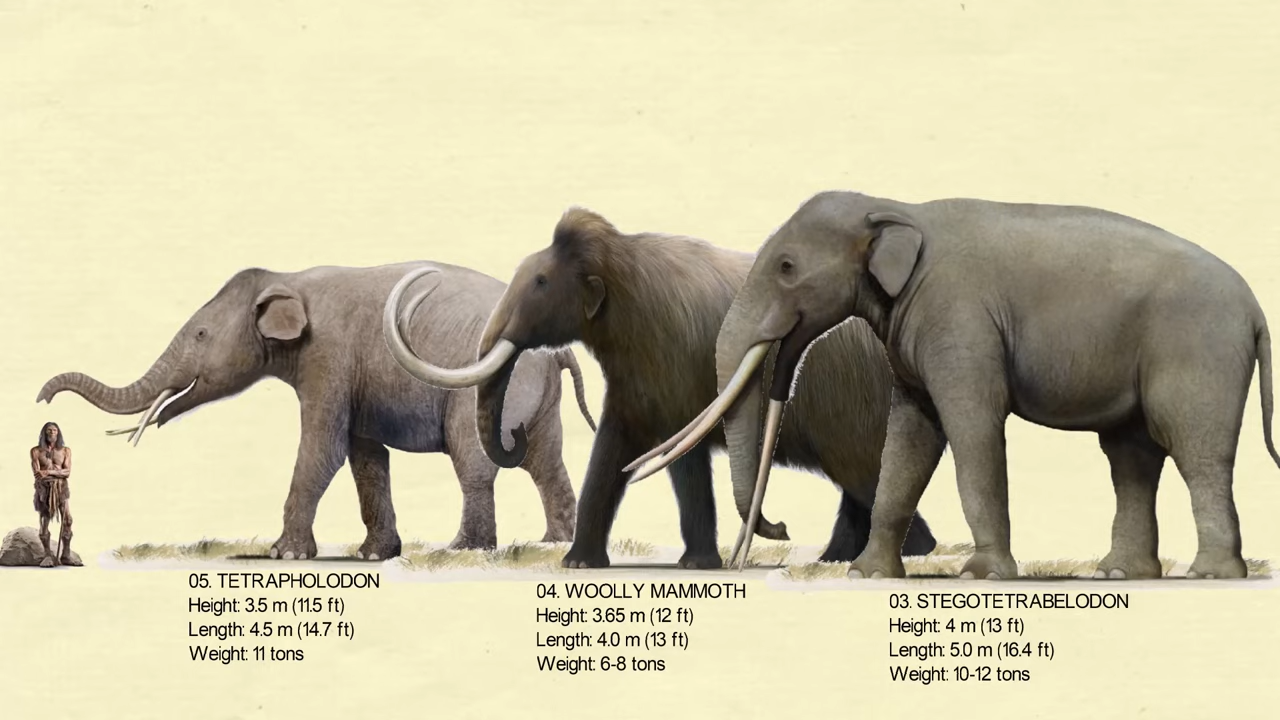 05. TETRAPHOLODON
Height: 3.5 m (11.5 ft)
Length: 4.5 m (14.7 ft)
Weight: 11 tons
04. WOOLLY MAMMOTH
Height: 3.65 m (12 ft)
Length: 4.0 m (13 ft)
Weight: 6-8 tons
03. STEGOTETRABELODON
Height: 4 m (13 ft)
Length: 5.0 m (16.4 ft)
Weight: 10-12 tons